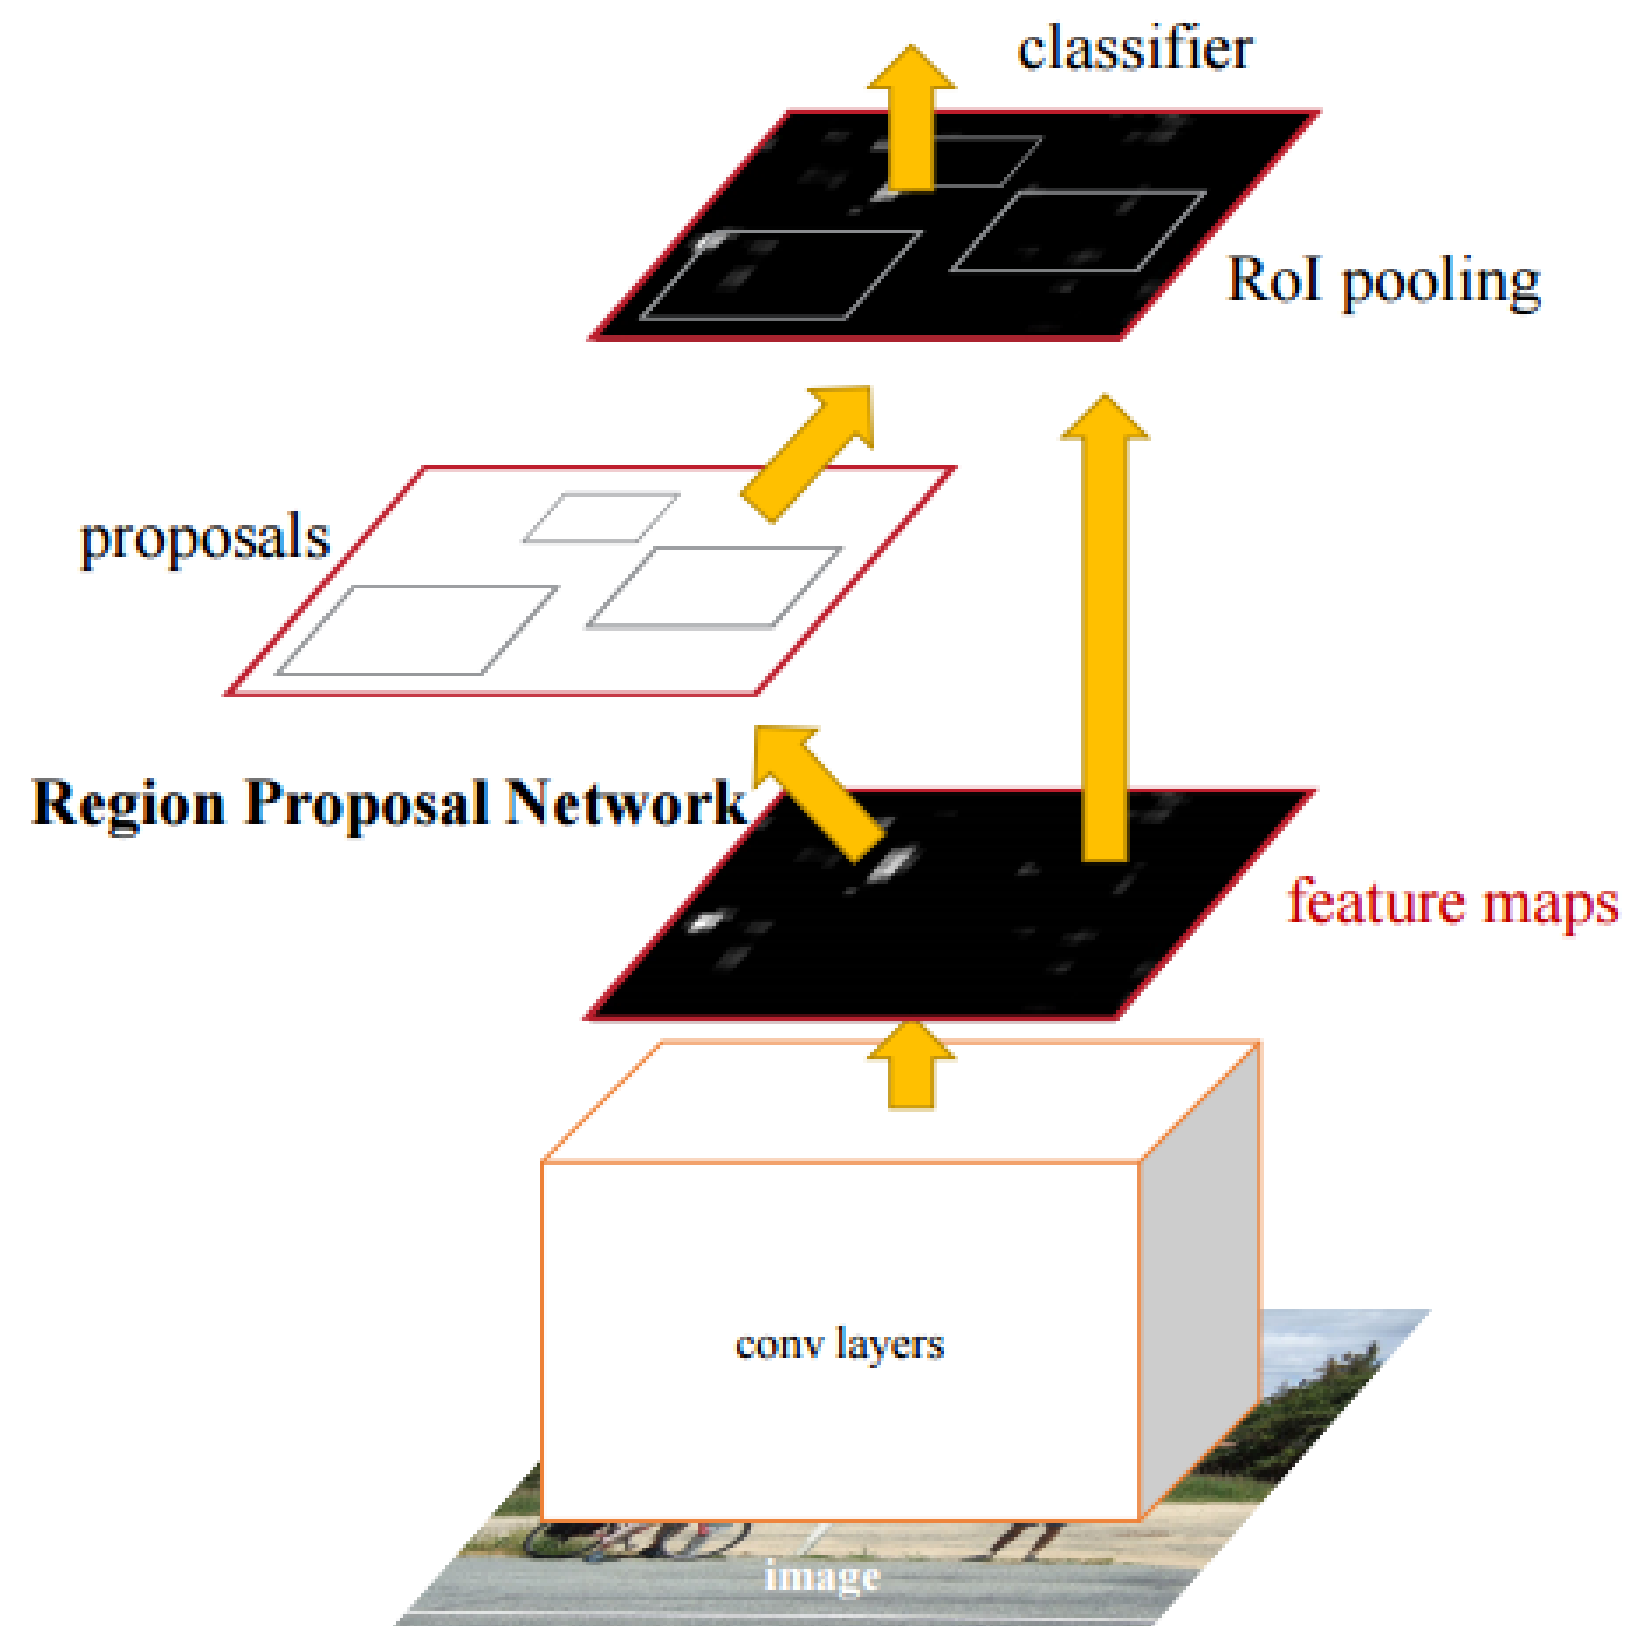 classifier
RoI pooling
proposals
Region Proposal Network
feature maps
conv layers
image